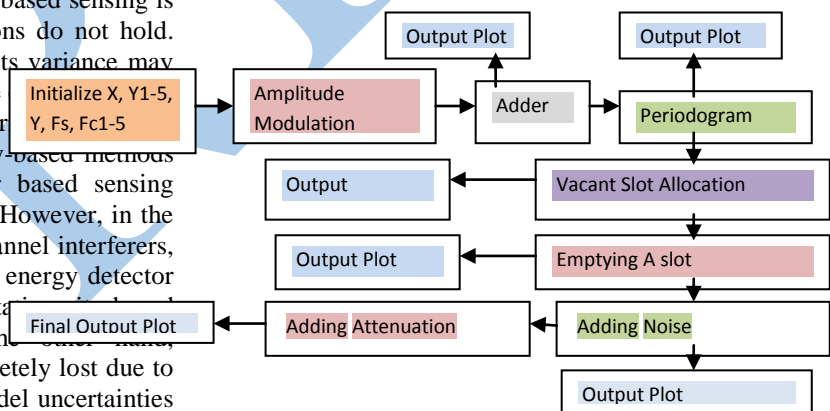 based sensing is
ons do not hold.
ts variance may
y-based methods
based sensing
However, in the
annel interferers,
energy detector
etely lost due to
del uncertainties
Output Plot
Output Plot
Initialize X, Y1-5,
Y, Fs, Fc1-5
Amplitude
Modulation
Adder
Periodogram
Output
Vacant Slot Allocation
Output Plot
Emptying A slot
Final Output Plot
Adding Attenuation
Adding Noise
Output Plot